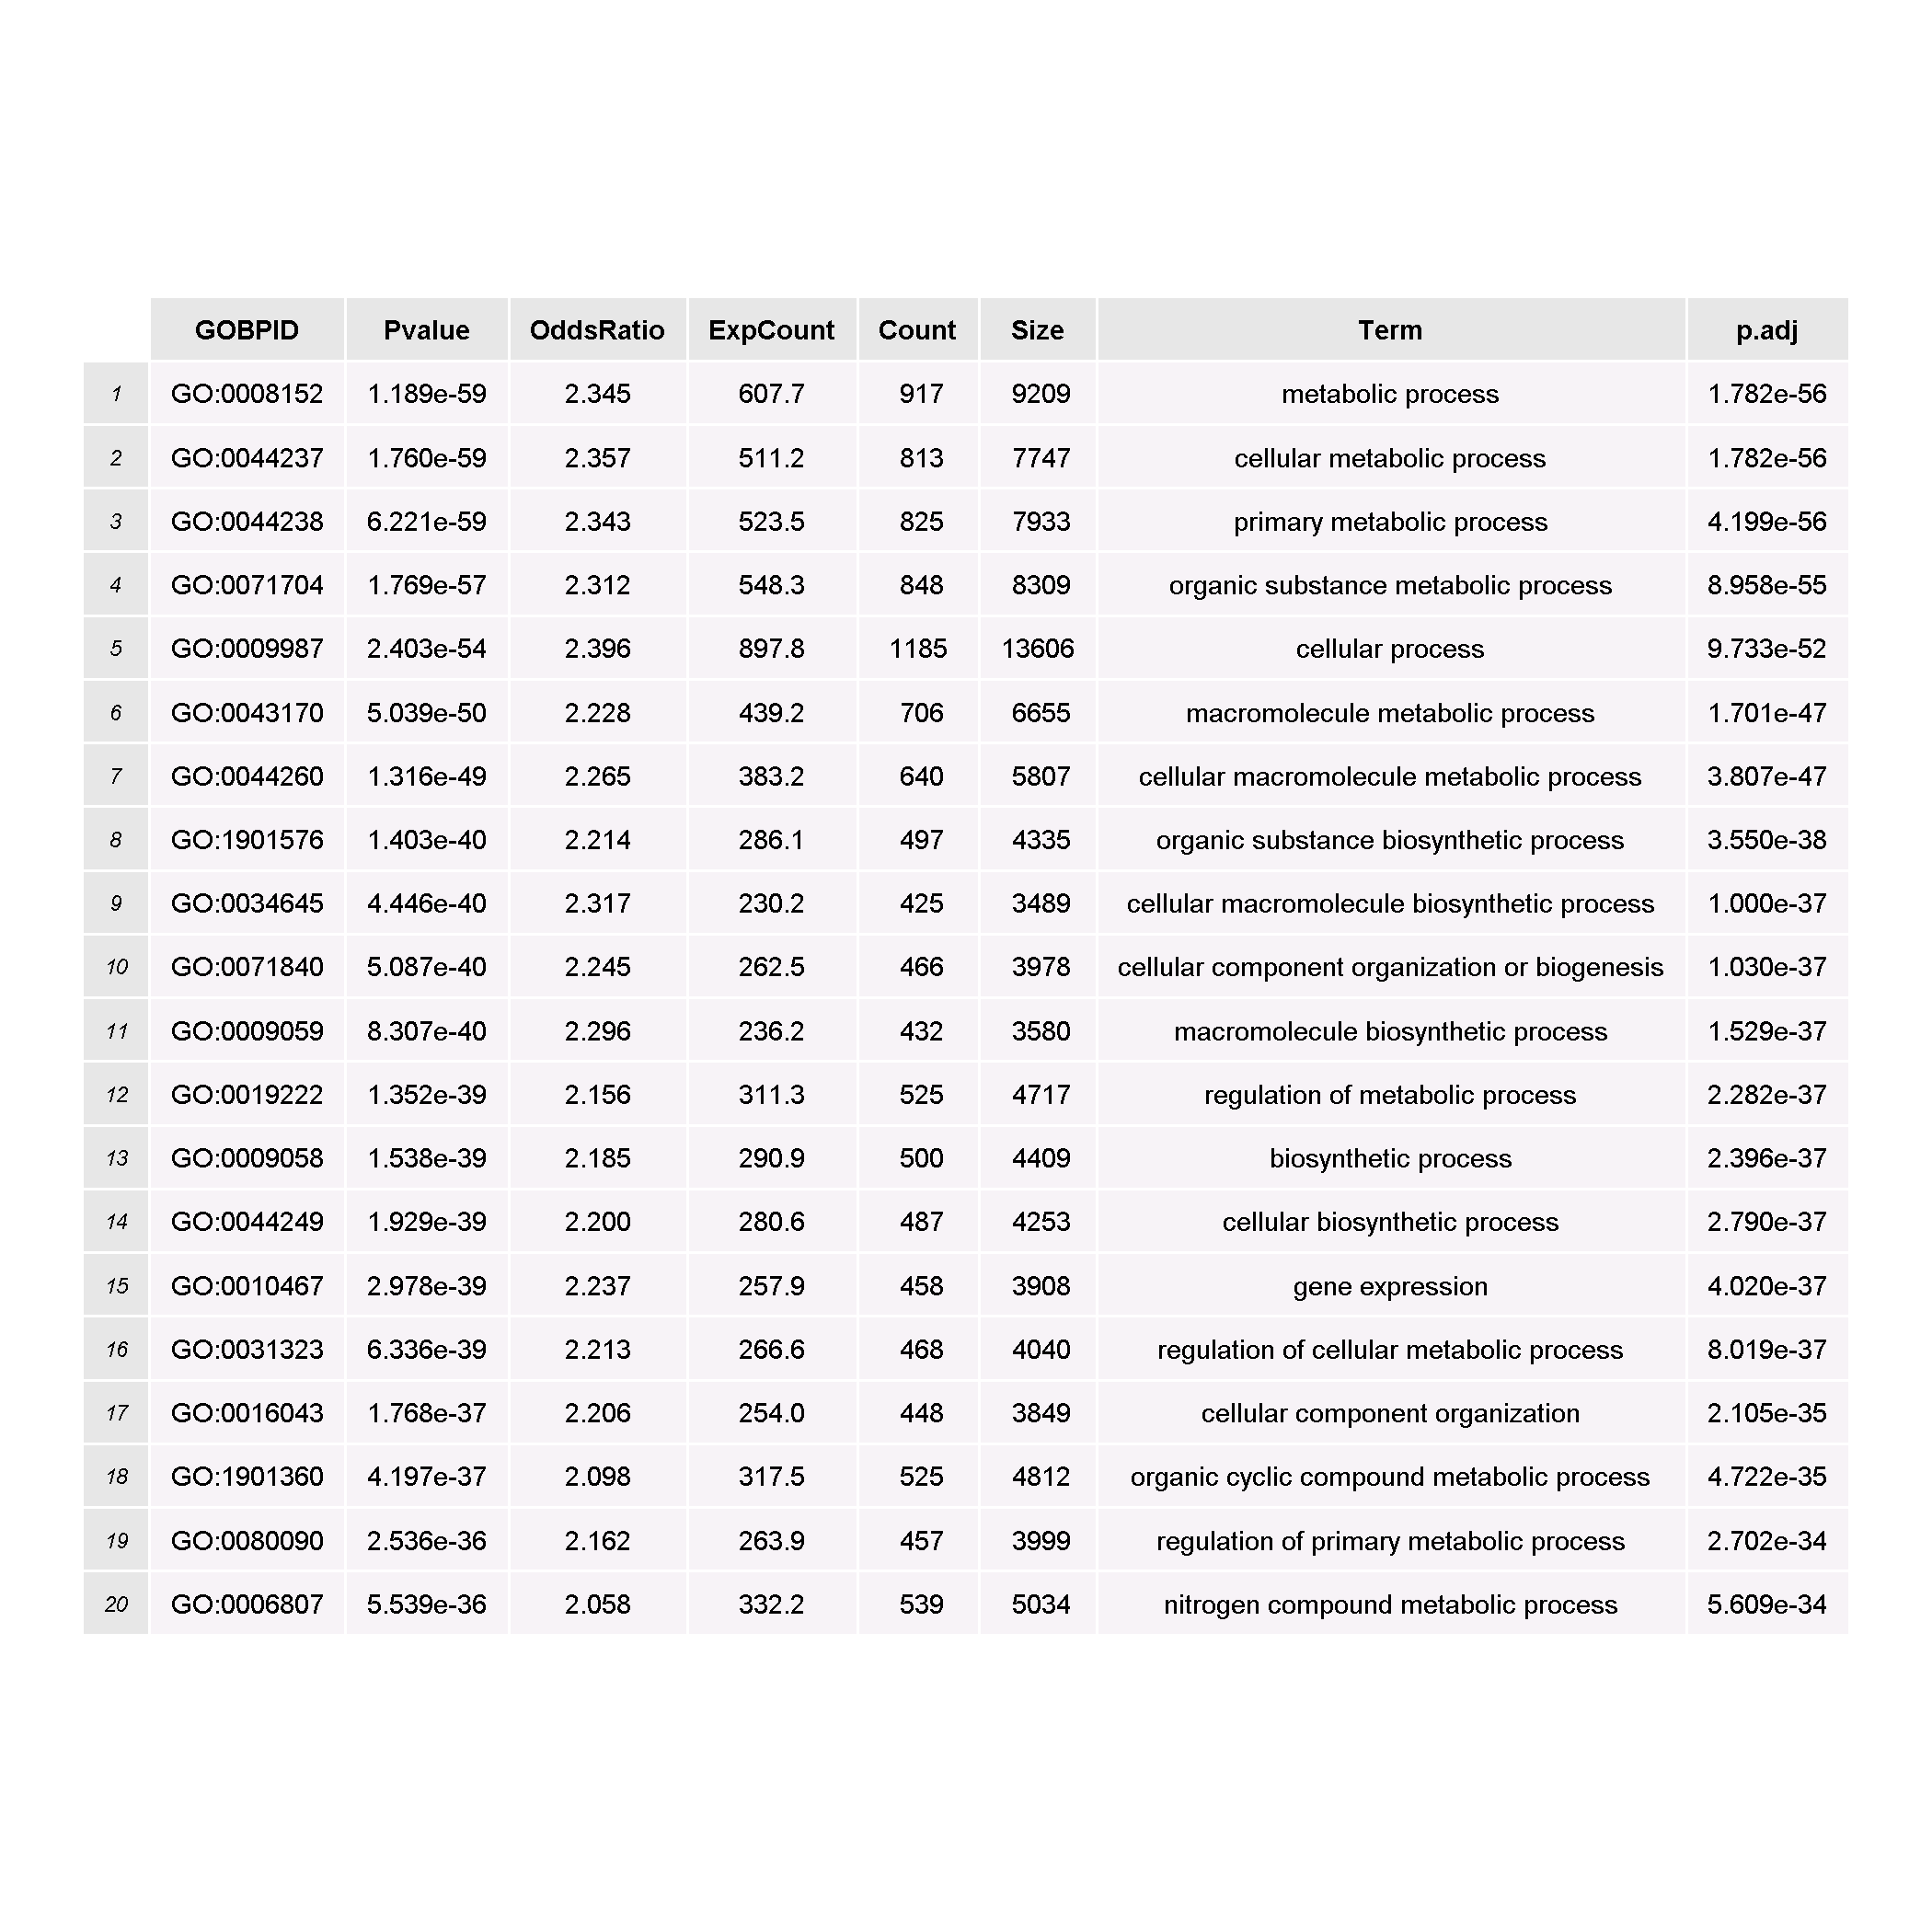 GOBPID Pvalue OddsRatio ExpCount Count Size Term p.adj
1 GO:0008152 1.189e-59 2.345 607.7 917 9209 metabolic process 1.782e-56
2 GO:0044237 1.760e-59 2.357 511.2 813 7747 cellular metabolic process 1.782e-56
3 GO:0044238 6.221e-59 2.343 523.5 825 7933 primary metabolic process 4.199e-56
4 GO:0071704 1.769e-57 2.312 548.3 848 8309 organic substance metabolic process 8.958e-55
5 GO:0009987 2.403e-54 2.396 897.8 1185 13606 cellular process 9.733e-52
6 GO:0043170 5.039e-50 2.228 439.2 706 6655 macromolecule metabolic process 1.701e-47
7 GO:0044260 1.316e-49 2.265 383.2 640 5807 cellular macromolecule metabolic process 3.807e-47
8 GO:1901576 1.403e-40 2.214 286.1 497 4335 organic substance biosynthetic process 3.550e-38
9 GO:0034645 4.446e-40 2.317 230.2 425 3489 cellular macromolecule biosynthetic process 1.000e-37
10 GO:0071840 5.087e-40 2.245 262.5 466 3978 cellular component organization or biogenesis 1.030e-37
11 GO:0009059 8.307e-40 2.296 236.2 432 3580 macromolecule biosynthetic process 1.529e-37
12 GO:0019222 1.352e-39 2.156 311.3 525 4717 regulation of metabolic process 2.282e-37
13 GO:0009058 1.538e-39 2.185 290.9 500 4409 biosynthetic process 2.396e-37
14 GO:0044249 1.929e-39 2.200 280.6 487 4253 cellular biosynthetic process 2.790e-37
15 GO:0010467 2.978e-39 2.237 257.9 458 3908 gene expression 4.020e-37
16 GO:0031323 6.336e-39 2.213 266.6 468 4040 regulation of cellular metabolic process 8.019e-37
17 GO:0016043 1.768e-37 2.206 254.0 448 3849 cellular component organization 2.105e-35
18 GO:1901360 4.197e-37 2.098 317.5 525 4812 organic cyclic compound metabolic process 4.722e-35
19 GO:0080090 2.536e-36 2.162 263.9 457 3999 regulation of primary metabolic process 2.702e-34
20 GO:0006807 5.539e-36 2.058 332.2 539 5034 nitrogen compound metabolic process 5.609e-34